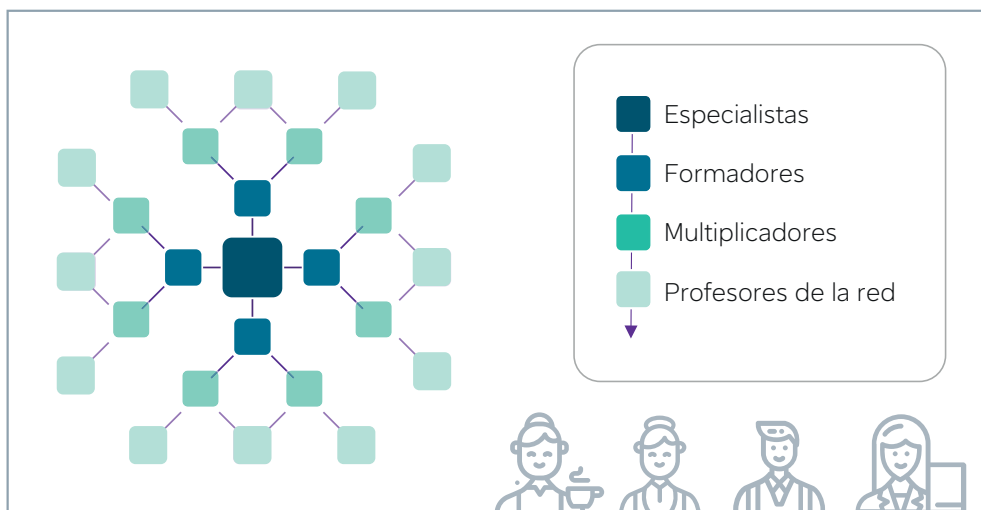 Especialistas
Formadores
Multiplicadores
Profesores de la red